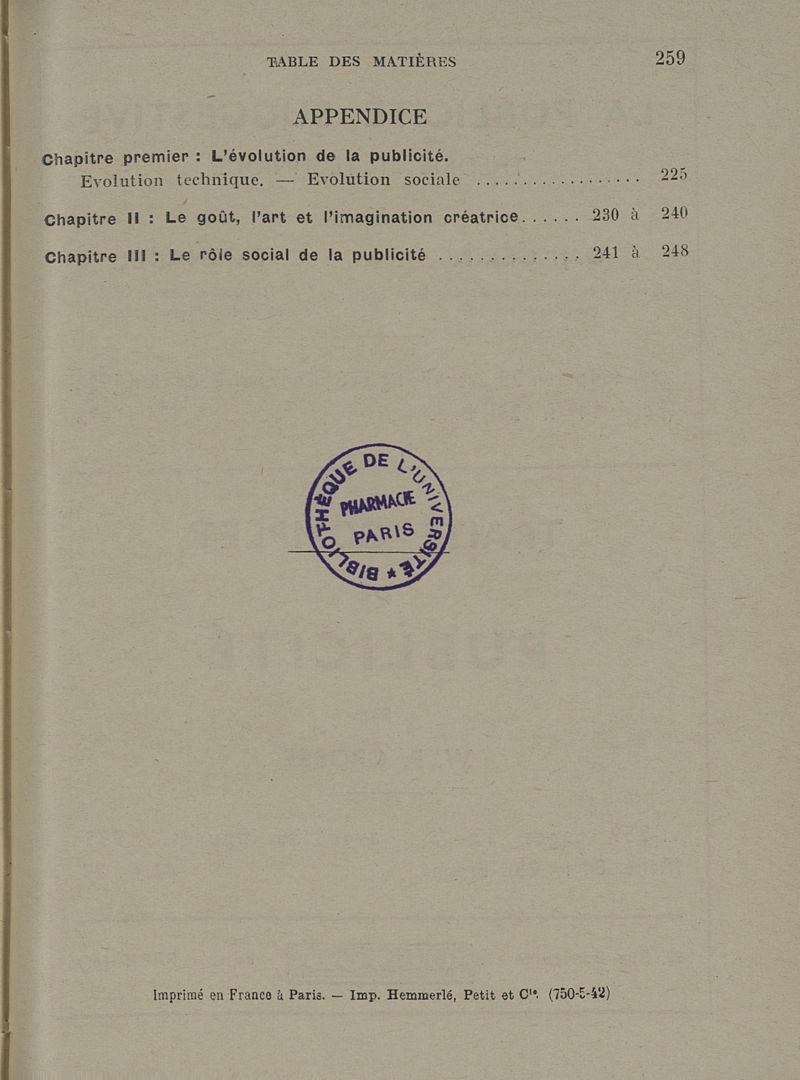 TABLE DES MATIÈRES 259
APPENDICE
Chapitre premier : L'évolution de la publicité.
Evolution technique. — Evolution sociale .................. 225
Chapitre II : Le goût, l'art et l'imagination créatrice...... 230 à 240
Chapitre III : Le rôle social de la publicité .............. 241 à 248
BIBLIOTHÈQUE DE L'UNIVERSITÉ *
PHARMACIE
PARIS
Imprimé en France à Paris. — Imp. Hemmerlé, Petit et Cie. (750-5-42)